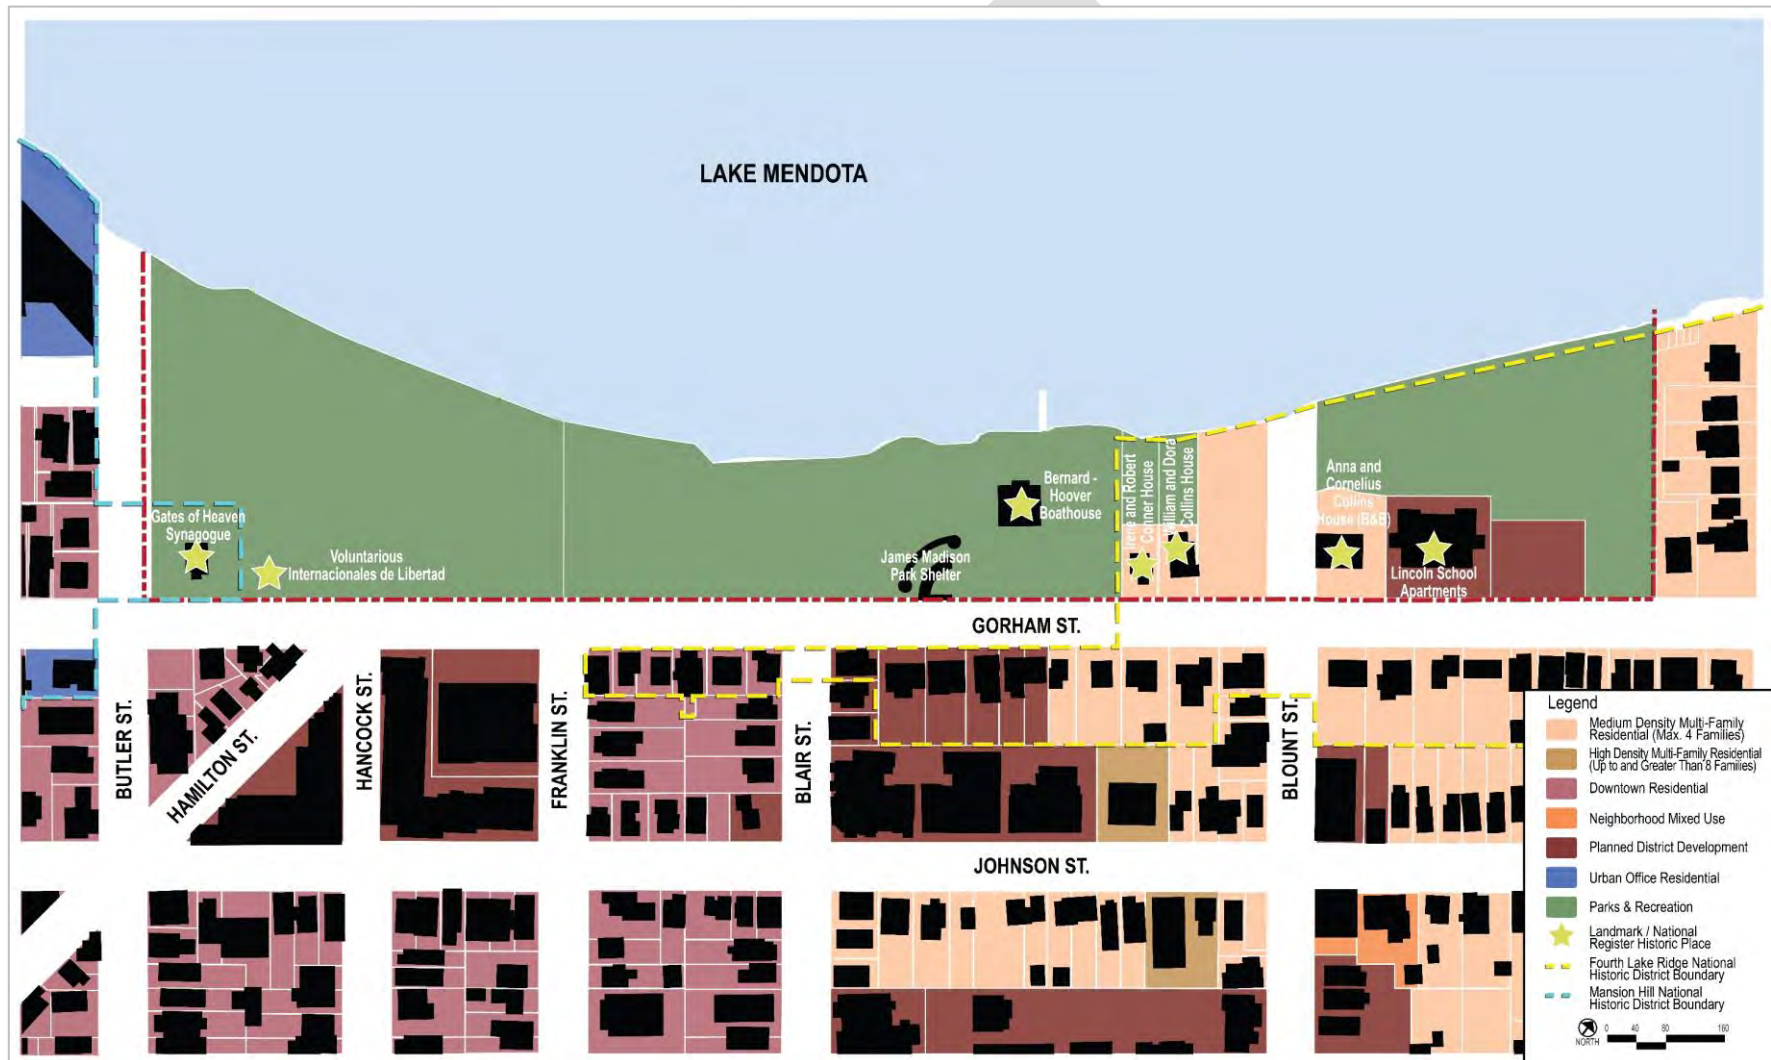 LAKE MENDOTA
Gates of Heaven
Synagogue
Voluntarious
Internacionales de Libertad
James Madison
Park Shelter
Bernard -
Hoover
Boathouse
Irene and Robert
Conner House
William and Dora
Collins House
Anna and
Cornelius
Collins
House (B&B)
Lincoln School
Apartments
GORHAM ST.
BUTLER ST.
HAMILTON ST.
HANCOCK ST.
FRANKLIN ST.
BLAIR ST.
BLOUNT ST.
JOHNSON ST.
Legend
Medium Density Multi-Family
Residential (Max. 4 Families)
High Density Multi-Family Residential
(Up to and Greater Than 8 Families)
Downtown Residential
Neighborhood Mixed Use
Planned District Development
Urban Office Residential
Parks & Recreation
Landmark / National
Register Historic Place
Fourth Lake Ridge National
Historic District Boundary
Mansion Hill National
Historic District Boundary
NORTH
0 40 80 160